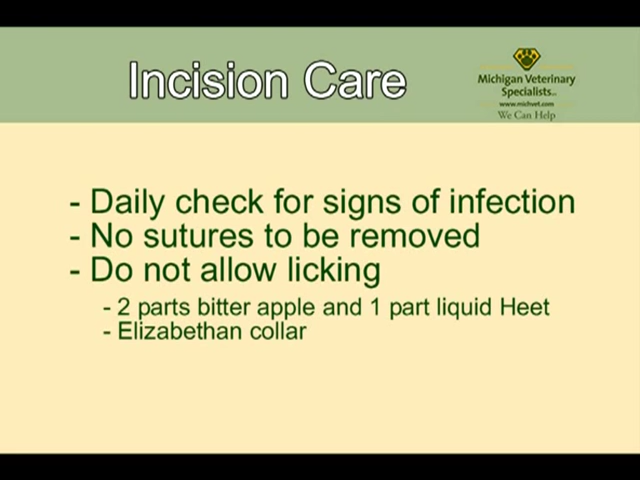 Incision Care
Michigan Veterinary
Specialists
www.michvet.com
We Can Help
- Daily check for signs of infection
- No sutures to be removed
- Do not allow licking
- 2 parts bitter apple and 1 part liquid Heet
- Elizabethan collar